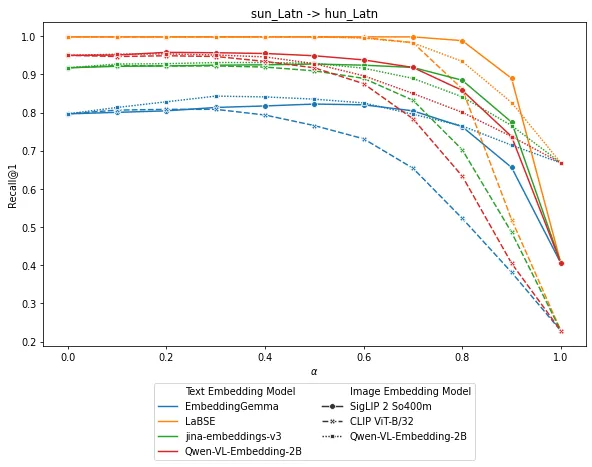 sun_Latn -> hun_Latn
Recall@1
1.0
0.9
0.8
0.7
0.6
0.5
0.4
0.3
0.2
0.0 0.2 0.4 0.6 0.8 1.0
α
Text Embedding Model Image Embedding Model
EmbeddingGemma SigLIP 2 So400m
LaBSE CLIP ViT-B/32
jina-embeddings-v3 Qwen-VL-Embedding-2B
Qwen-VL-Embedding-2B